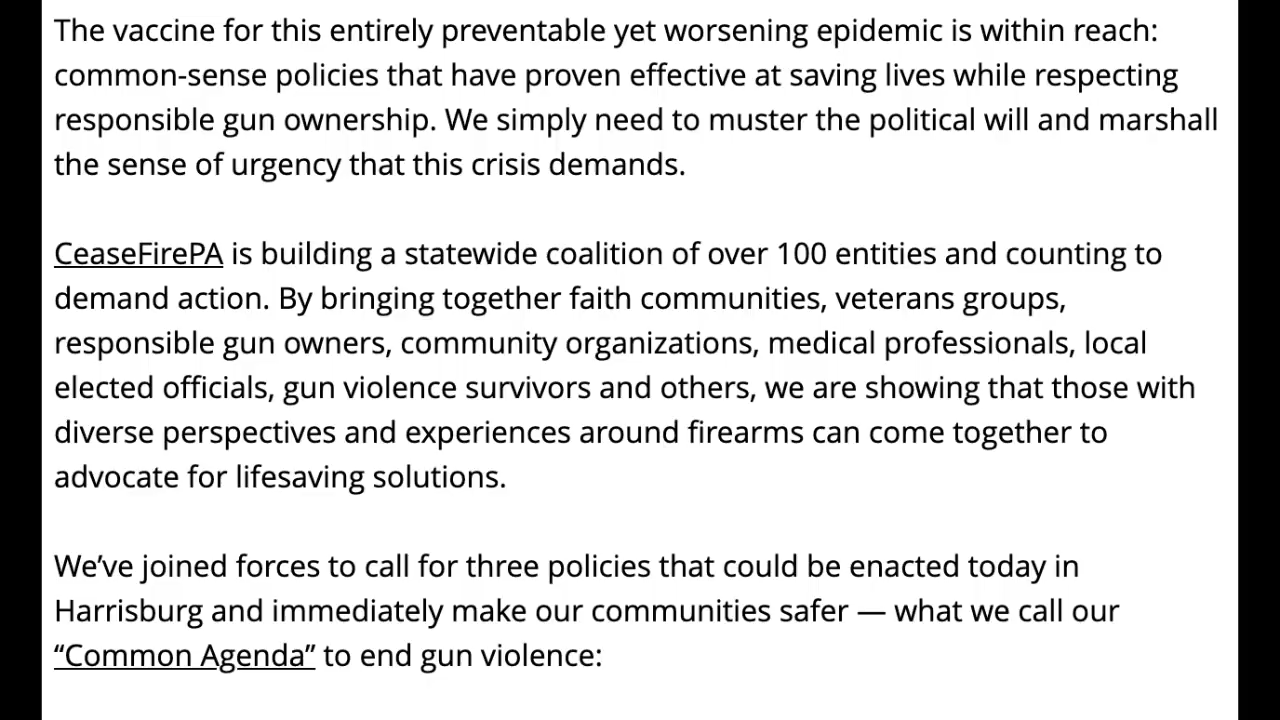 The vaccine for this entirely preventable yet worsening epidemic is within reach:
common-sense policies that have proven effective at saving lives while respecting
responsible gun ownership. We simply need to muster the political will and marshall
the sense of urgency that this crisis demands.
CeaseFirePA is building a statewide coalition of over 100 entities and counting to
demand action. By bringing together faith communities, veterans groups,
responsible gun owners, community organizations, medical professionals, local
elected officials, gun violence survivors and others, we are showing that those with
diverse perspectives and experiences around firearms can come together to
advocate for lifesaving solutions.
We’ve joined forces to call for three policies that could be enacted today in
Harrisburg and immediately make our communities safer — what we call our
“Common Agenda” to end gun violence: